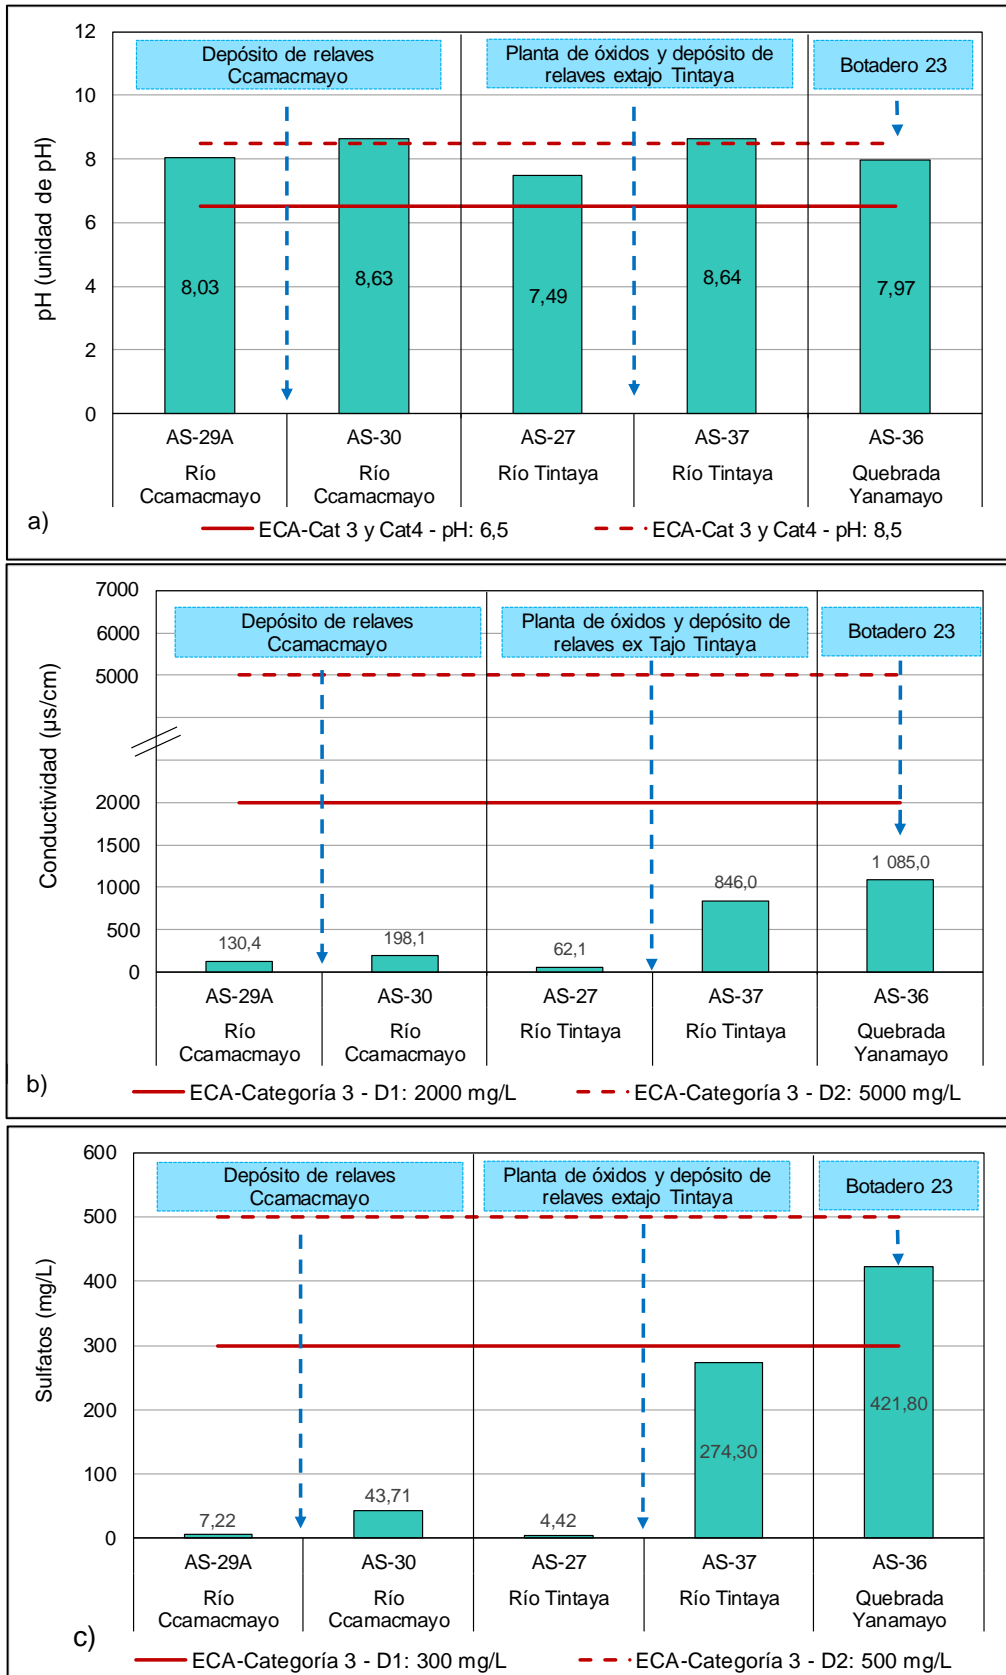 12
10
8
6
4
2
0
pH (unidad de pH)
Depósito de relaves
Ccamacmayo
Planta de óxidos y depósito de
relaves extajo Tintaya
Botadero 23
8,03
8,63
7,49
8,64
7,97
AS-29A
AS-30
AS-27
AS-37
AS-36
Río
Ccamacmayo
Río
Ccamacmayo
Río Tintaya
Río Tintaya
Quebrada
Yanamayo
a)
ECA-Cat 3 y Cat4 - pH: 6,5
ECA-Cat 3 y Cat4 - pH: 8,5
7000
6000
5000
2000
1500
1000
500
0
Conductividad (µs/cm)
Depósito de relaves
Ccamacmayo
Planta de óxidos y depósito de
relaves ex Tajo Tintaya
Botadero 23
130,4
198,1
62,1
846,0
1 085,0
AS-29A
AS-30
AS-27
AS-37
AS-36
Río
Ccamacmayo
Río
Ccamacmayo
Río Tintaya
Río Tintaya
Quebrada
Yanamayo
b)
ECA-Categoría 3 - D1: 2000 mg/L
ECA-Categoría 3 - D2: 5000 mg/L
600
500
400
300
200
100
0
Sulfatos (mg/L)
Depósito de relaves
Ccamacmayo
Planta de óxidos y depósito de
relaves extajo Tintaya
Botadero 23
7,22
43,71
4,42
274,30
421,80
AS-29A
AS-30
AS-27
AS-37
AS-36
Río
Ccamacmayo
Río
Ccamacmayo
Río Tintaya
Río Tintaya
Quebrada
Yanamayo
c)
ECA-Categoría 3 - D1: 300 mg/L
ECA-Categoría 3 - D2: 500 mg/L